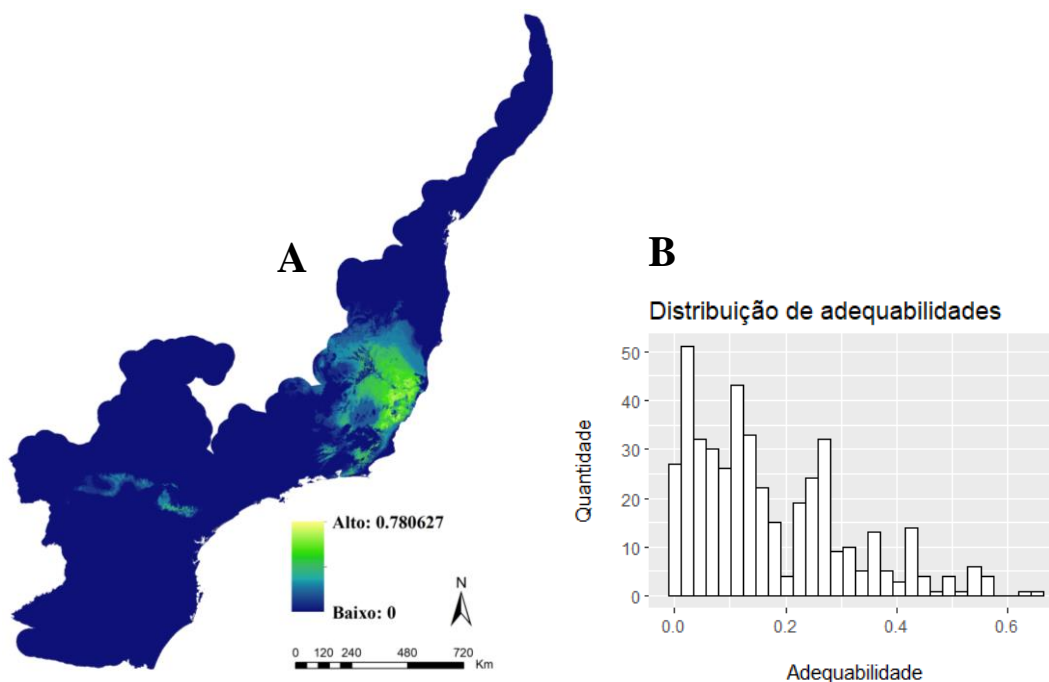 A
Alto: 0.780627
Baixo: 0
N
0 120 240 480 720
Km
B
Distribuição de adequabilidades
Quantidade
50
40
30
20
10
0
0.0 0.2 0.4 0.6
Adequabilidade